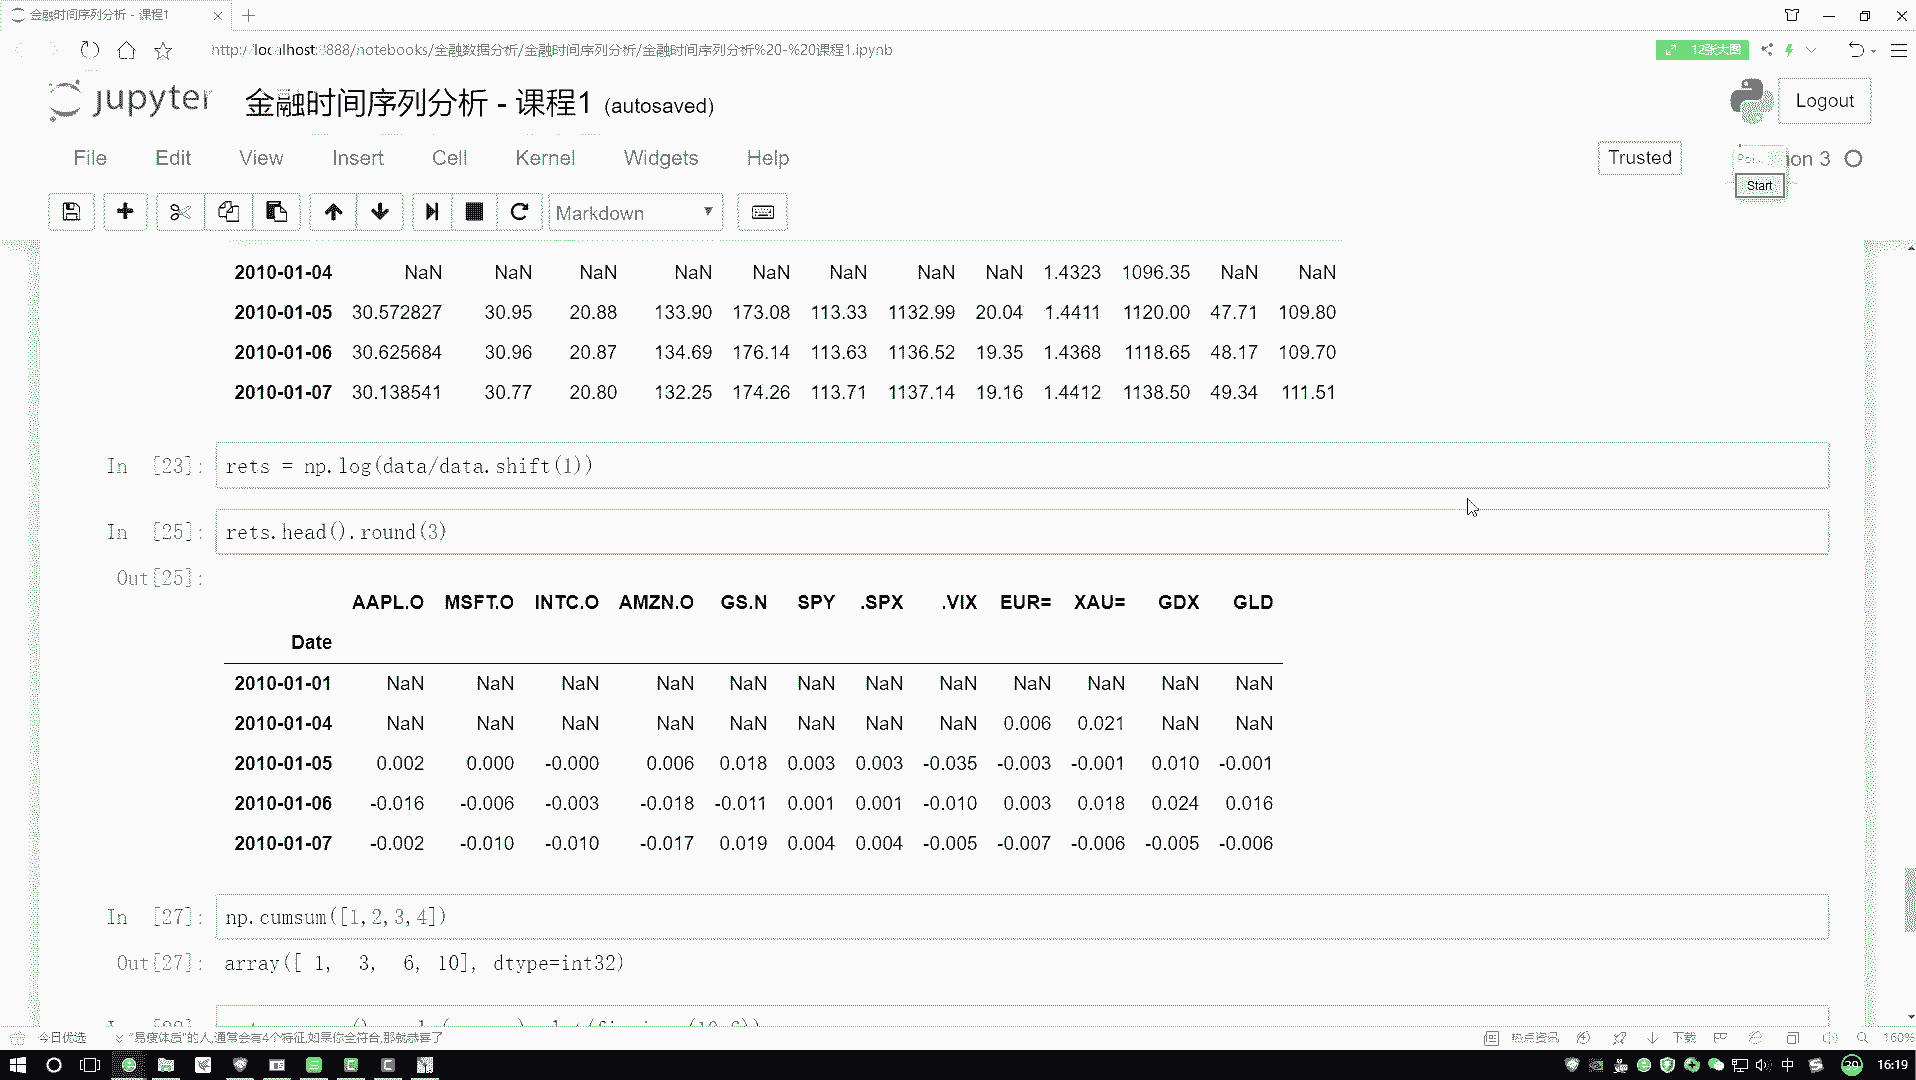 金融时间序列分析 - 课程1
http://localhost:8888/notebooks/金融数据分析/金融时间序列分析/金融时间序列分析%20-%20课程1.ipynb
12张大图
jupyter 金融时间序列分析 - 课程1 (autosaved)
Logout
File Edit View Insert Cell Kernel Widgets Help
Trusted
on 3
Start
Markdown
2010-01-04 NaN NaN NaN NaN NaN NaN NaN NaN 1.4323 1096.35 NaN NaN
2010-01-05 30.572827 30.95 20.88 133.90 173.08 113.33 1132.99 20.04 1.4411 1120.00 47.71 109.80
2010-01-06 30.625684 30.96 20.87 134.69 176.14 113.63 1136.52 19.35 1.4368 1118.65 48.17 109.70
2010-01-07 30.138541 30.77 20.80 132.25 174.26 113.71 1137.14 19.16 1.4412 1138.50 49.34 111.51
In [23]: rets = np.log(data/data.shift(1))
In [25]: rets.head().round(3)
Out[25]:
AAPL.O MSFT.O INTC.O AMZN.O GS.N SPY .SPX .VIX EUR= XAU= GDX GLD
Date
2010-01-01 NaN NaN NaN NaN NaN NaN NaN NaN NaN NaN NaN NaN
2010-01-04 NaN NaN NaN NaN NaN NaN NaN NaN 0.006 0.021 NaN NaN
2010-01-05 0.002 0.000 -0.000 0.006 0.018 0.003 0.003 -0.035 -0.003 -0.001 0.010 -0.001
2010-01-06 -0.016 -0.006 -0.003 -0.018 -0.011 0.001 0.001 -0.010 0.003 0.018 0.024 0.016
2010-01-07 -0.002 -0.010 -0.010 -0.017 0.019 0.004 0.004 -0.005 -0.007 -0.006 -0.005 -0.006
In [27]: np.cumsum([1,2,3,4])
Out[27]: array([ 1, 3, 6, 10], dtype=int32)
今日优选 "易瘦体质"的人,通常会有4个特征,如果你全符合,那就恭喜了
热点资讯 下载 160%
中 39 16:19